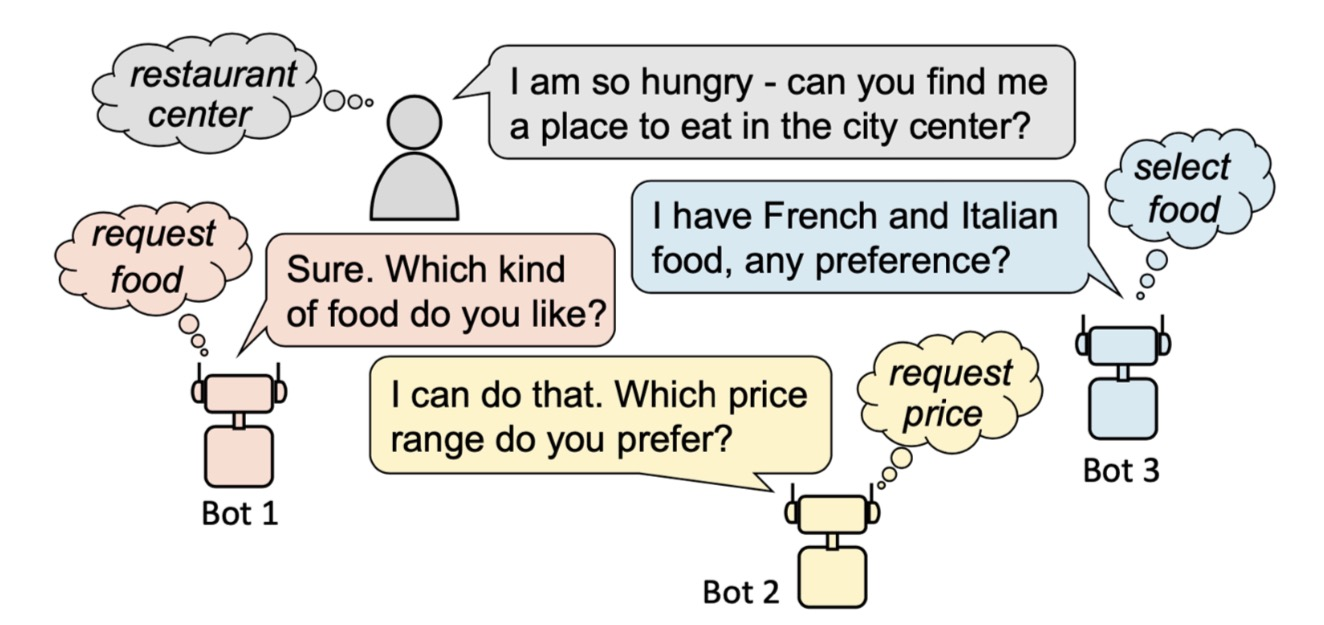 restaurant
center
I am so hungry - can you find me
a place to eat in the city center?
select
food
I have French and Italian
food, any preference?
request
food
Sure. Which kind
of food do you like?
I can do that. Which price
range do you prefer?
request
price
Bot 3
Bot 1
Bot 2